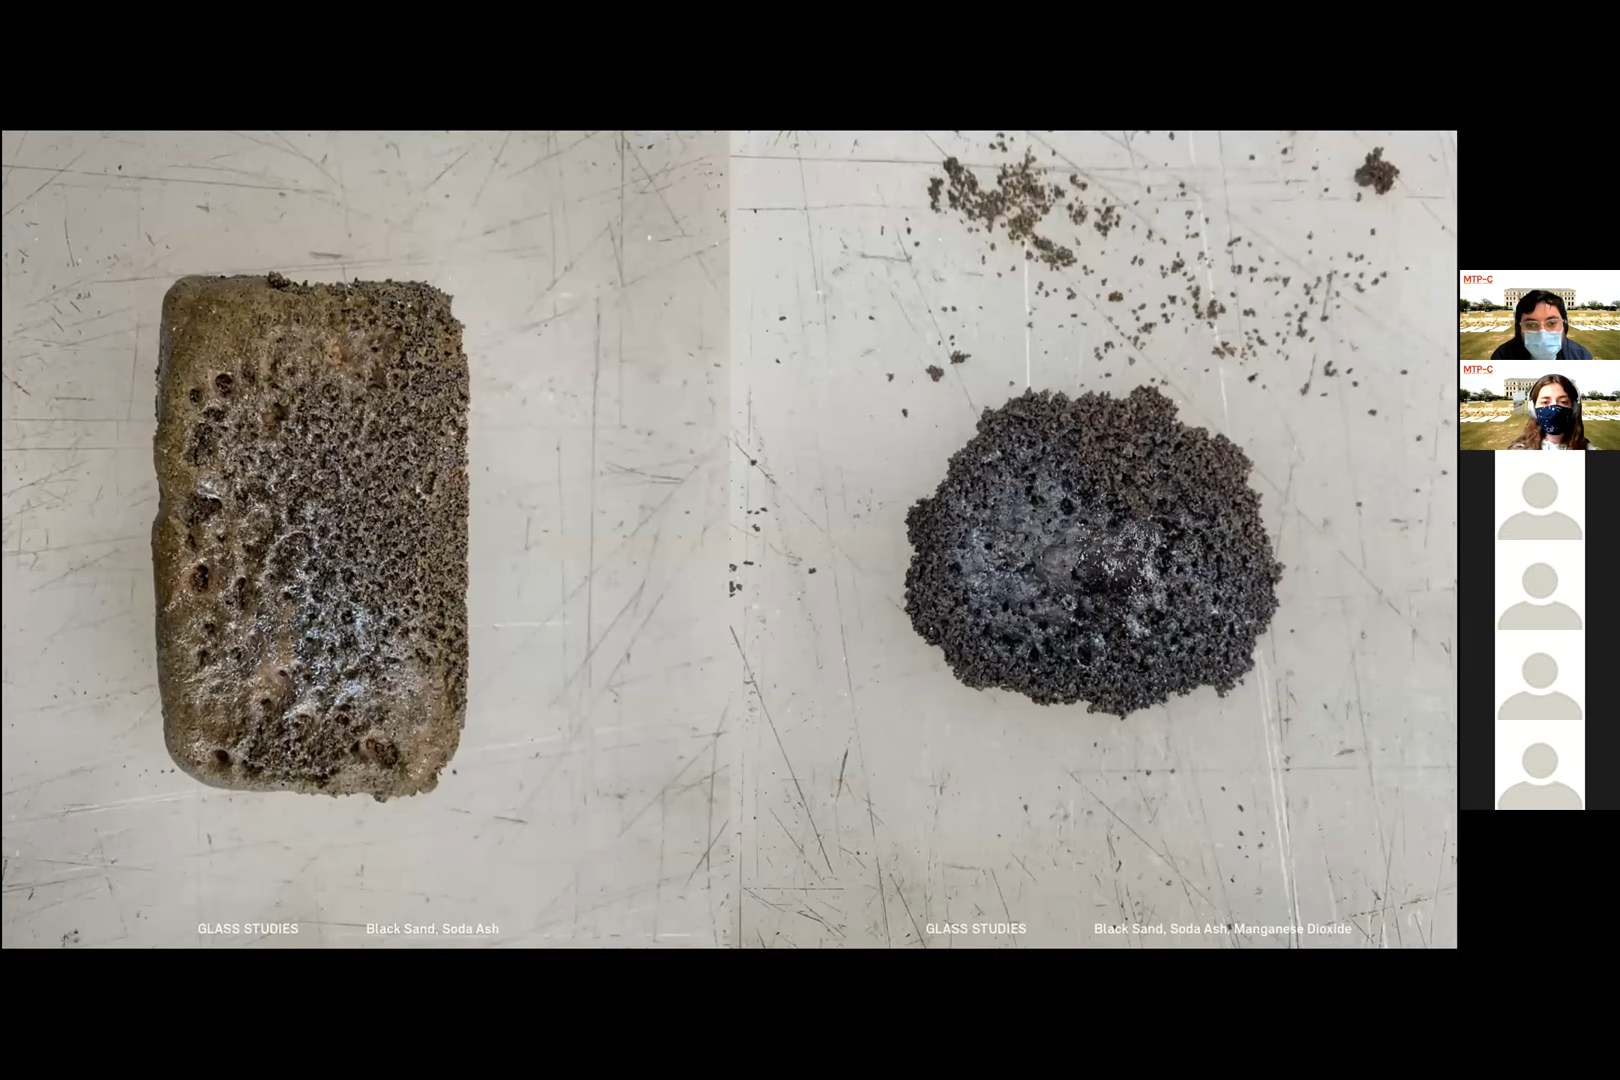 GLASS STUDIES Black Sand, Soda Ash
GLASS STUDIES Black Sand, Soda Ash, Manganese Dioxide
MTP-C
MTP-C